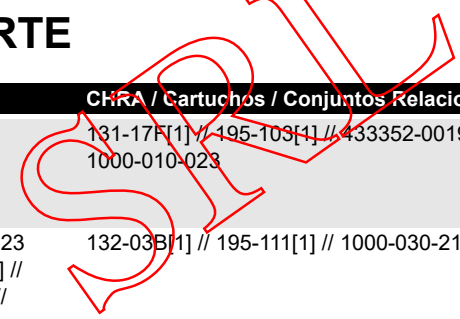 RTE
CHRA / Cartuchos / Conjuntos Relacio
131-17F[1] // 195-103[1] // 433352-0019
1000-010-023
23 132-03B[1] // 195-111[1] // 1000-030-21
] //
//
SRL